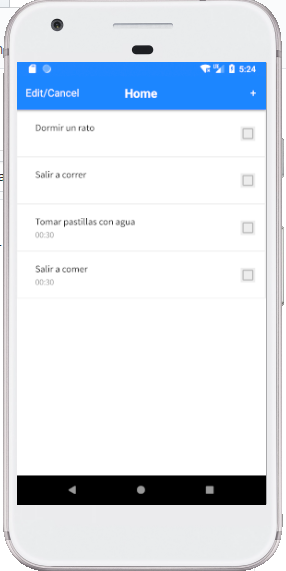 5:24
Edit/Cancel Home +
Dormir un rato
Salir a correr
Tomar pastillas con agua
00:30
Salir a comer
00:30